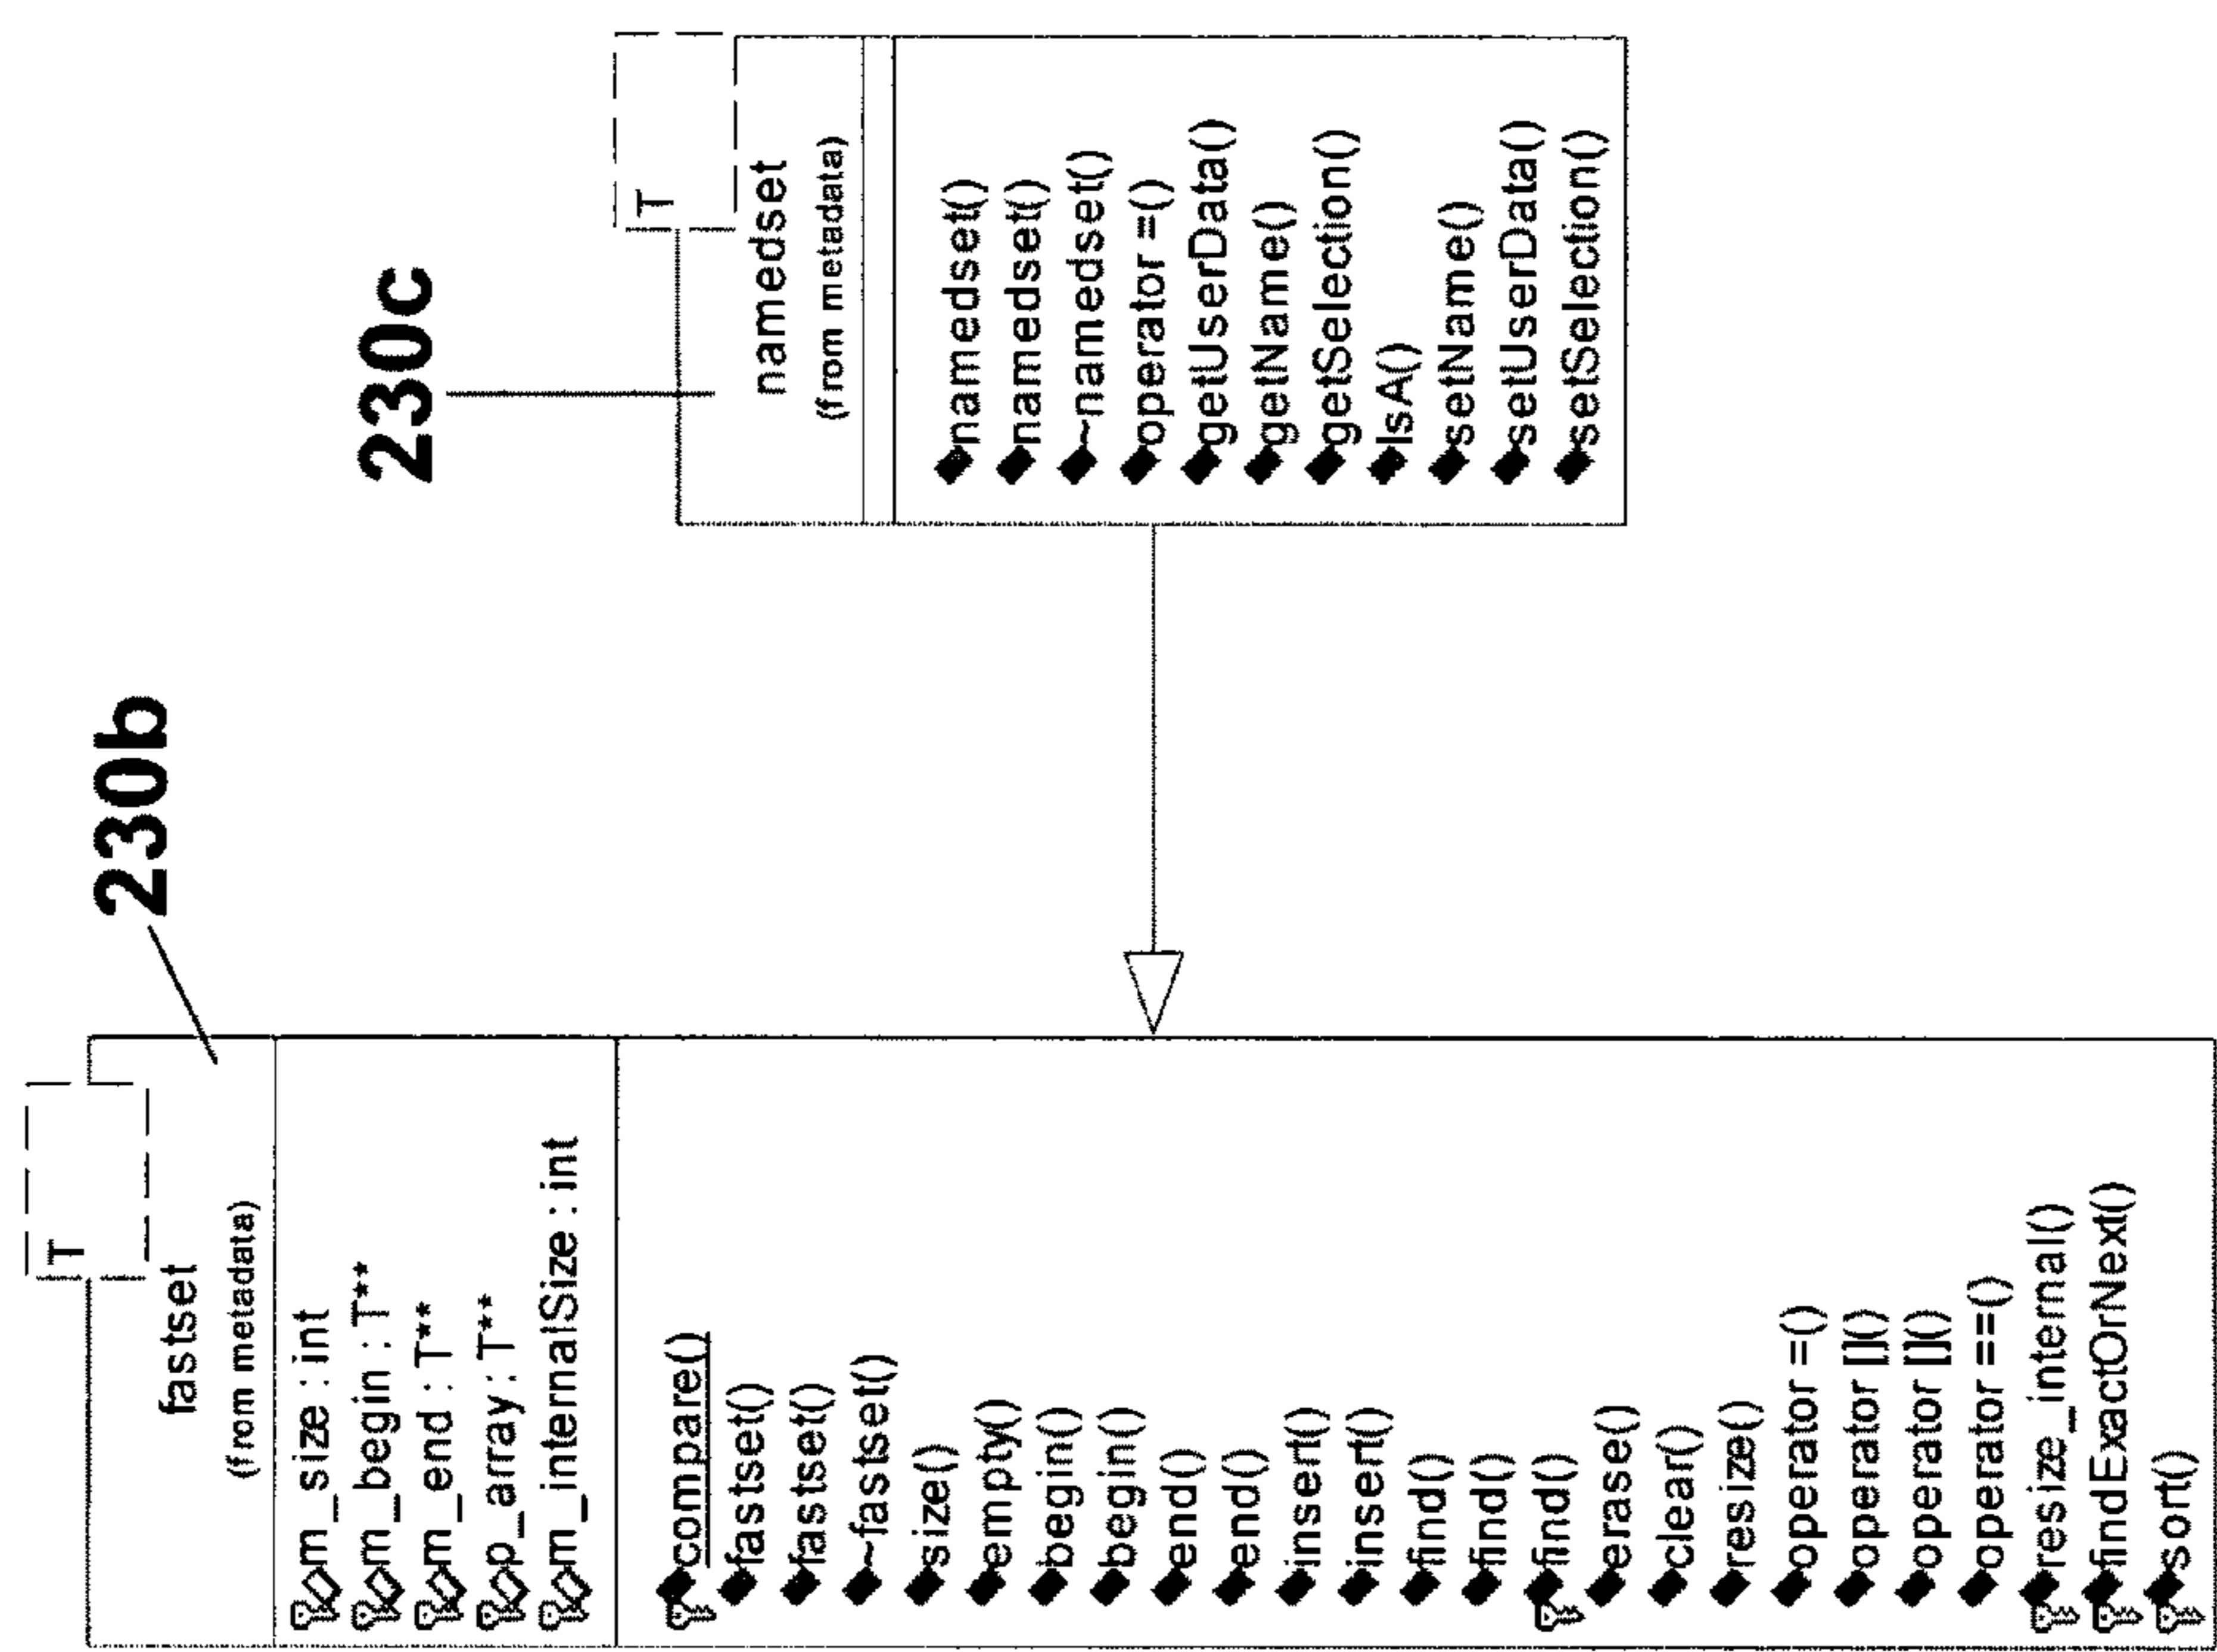 230b
T
fastset
(from metadata)
m_size : int
m_begin : T**
m_end : T**
p_array : T**
m_internalSize : int
compare()
fastset()
fastset()
~fastset()
size()
empty()
begin()
begin()
end()
end()
insert()
insert()
find()
find()
find()
erase()
clear()
resize()
operator =()
operator []()
operator []()
operator ==()
resize_internal()
findExactOrNext()
sort()
230c
T
namedset
(from metadata)
namedset()
namedset()
~namedset()
operator =()
getUserData()
getName()
getSelection()
IsA()
setName()
setUserData()
setSelection()